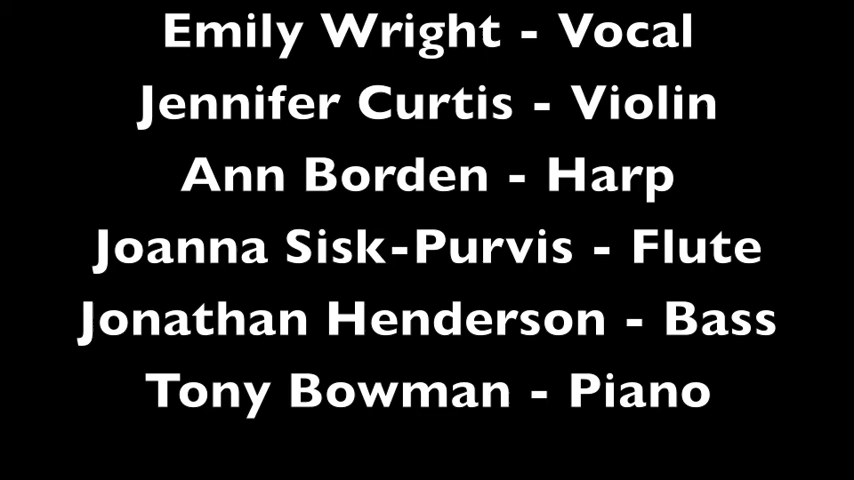 Emily Wright - Vocal
Jennifer Curtis - Violin
Ann Borden - Harp
Joanna Sisk-Purvis - Flute
Jonathan Henderson - Bass
Tony Bowman - Piano